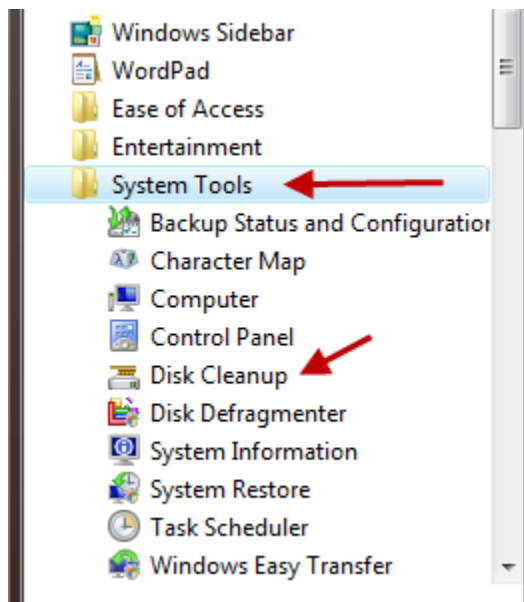 Windows Sidebar
WordPad
Ease of Access
Entertainment
System Tools
Backup Status and Configuration
Character Map
Computer
Control Panel
Disk Cleanup
Disk Defragmenter
System Information
System Restore
Task Scheduler
Windows Easy Transfer